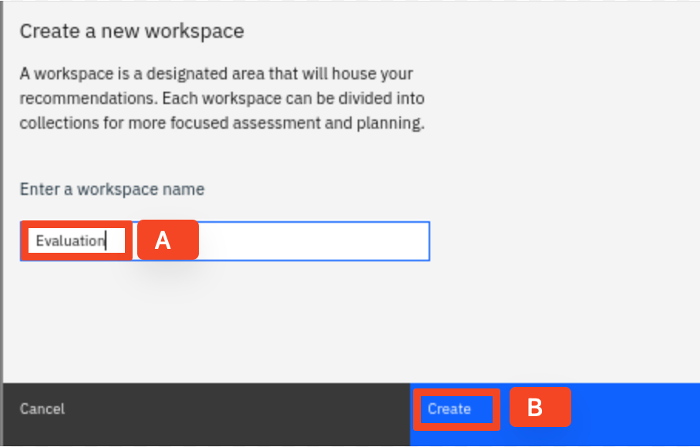 Create a new workspace
A workspace is a designated area that will house your
recommendations. Each workspace can be divided into
collections for more focused assessment and planning.
Enter a workspace name
Evaluation A
Cancel Create B